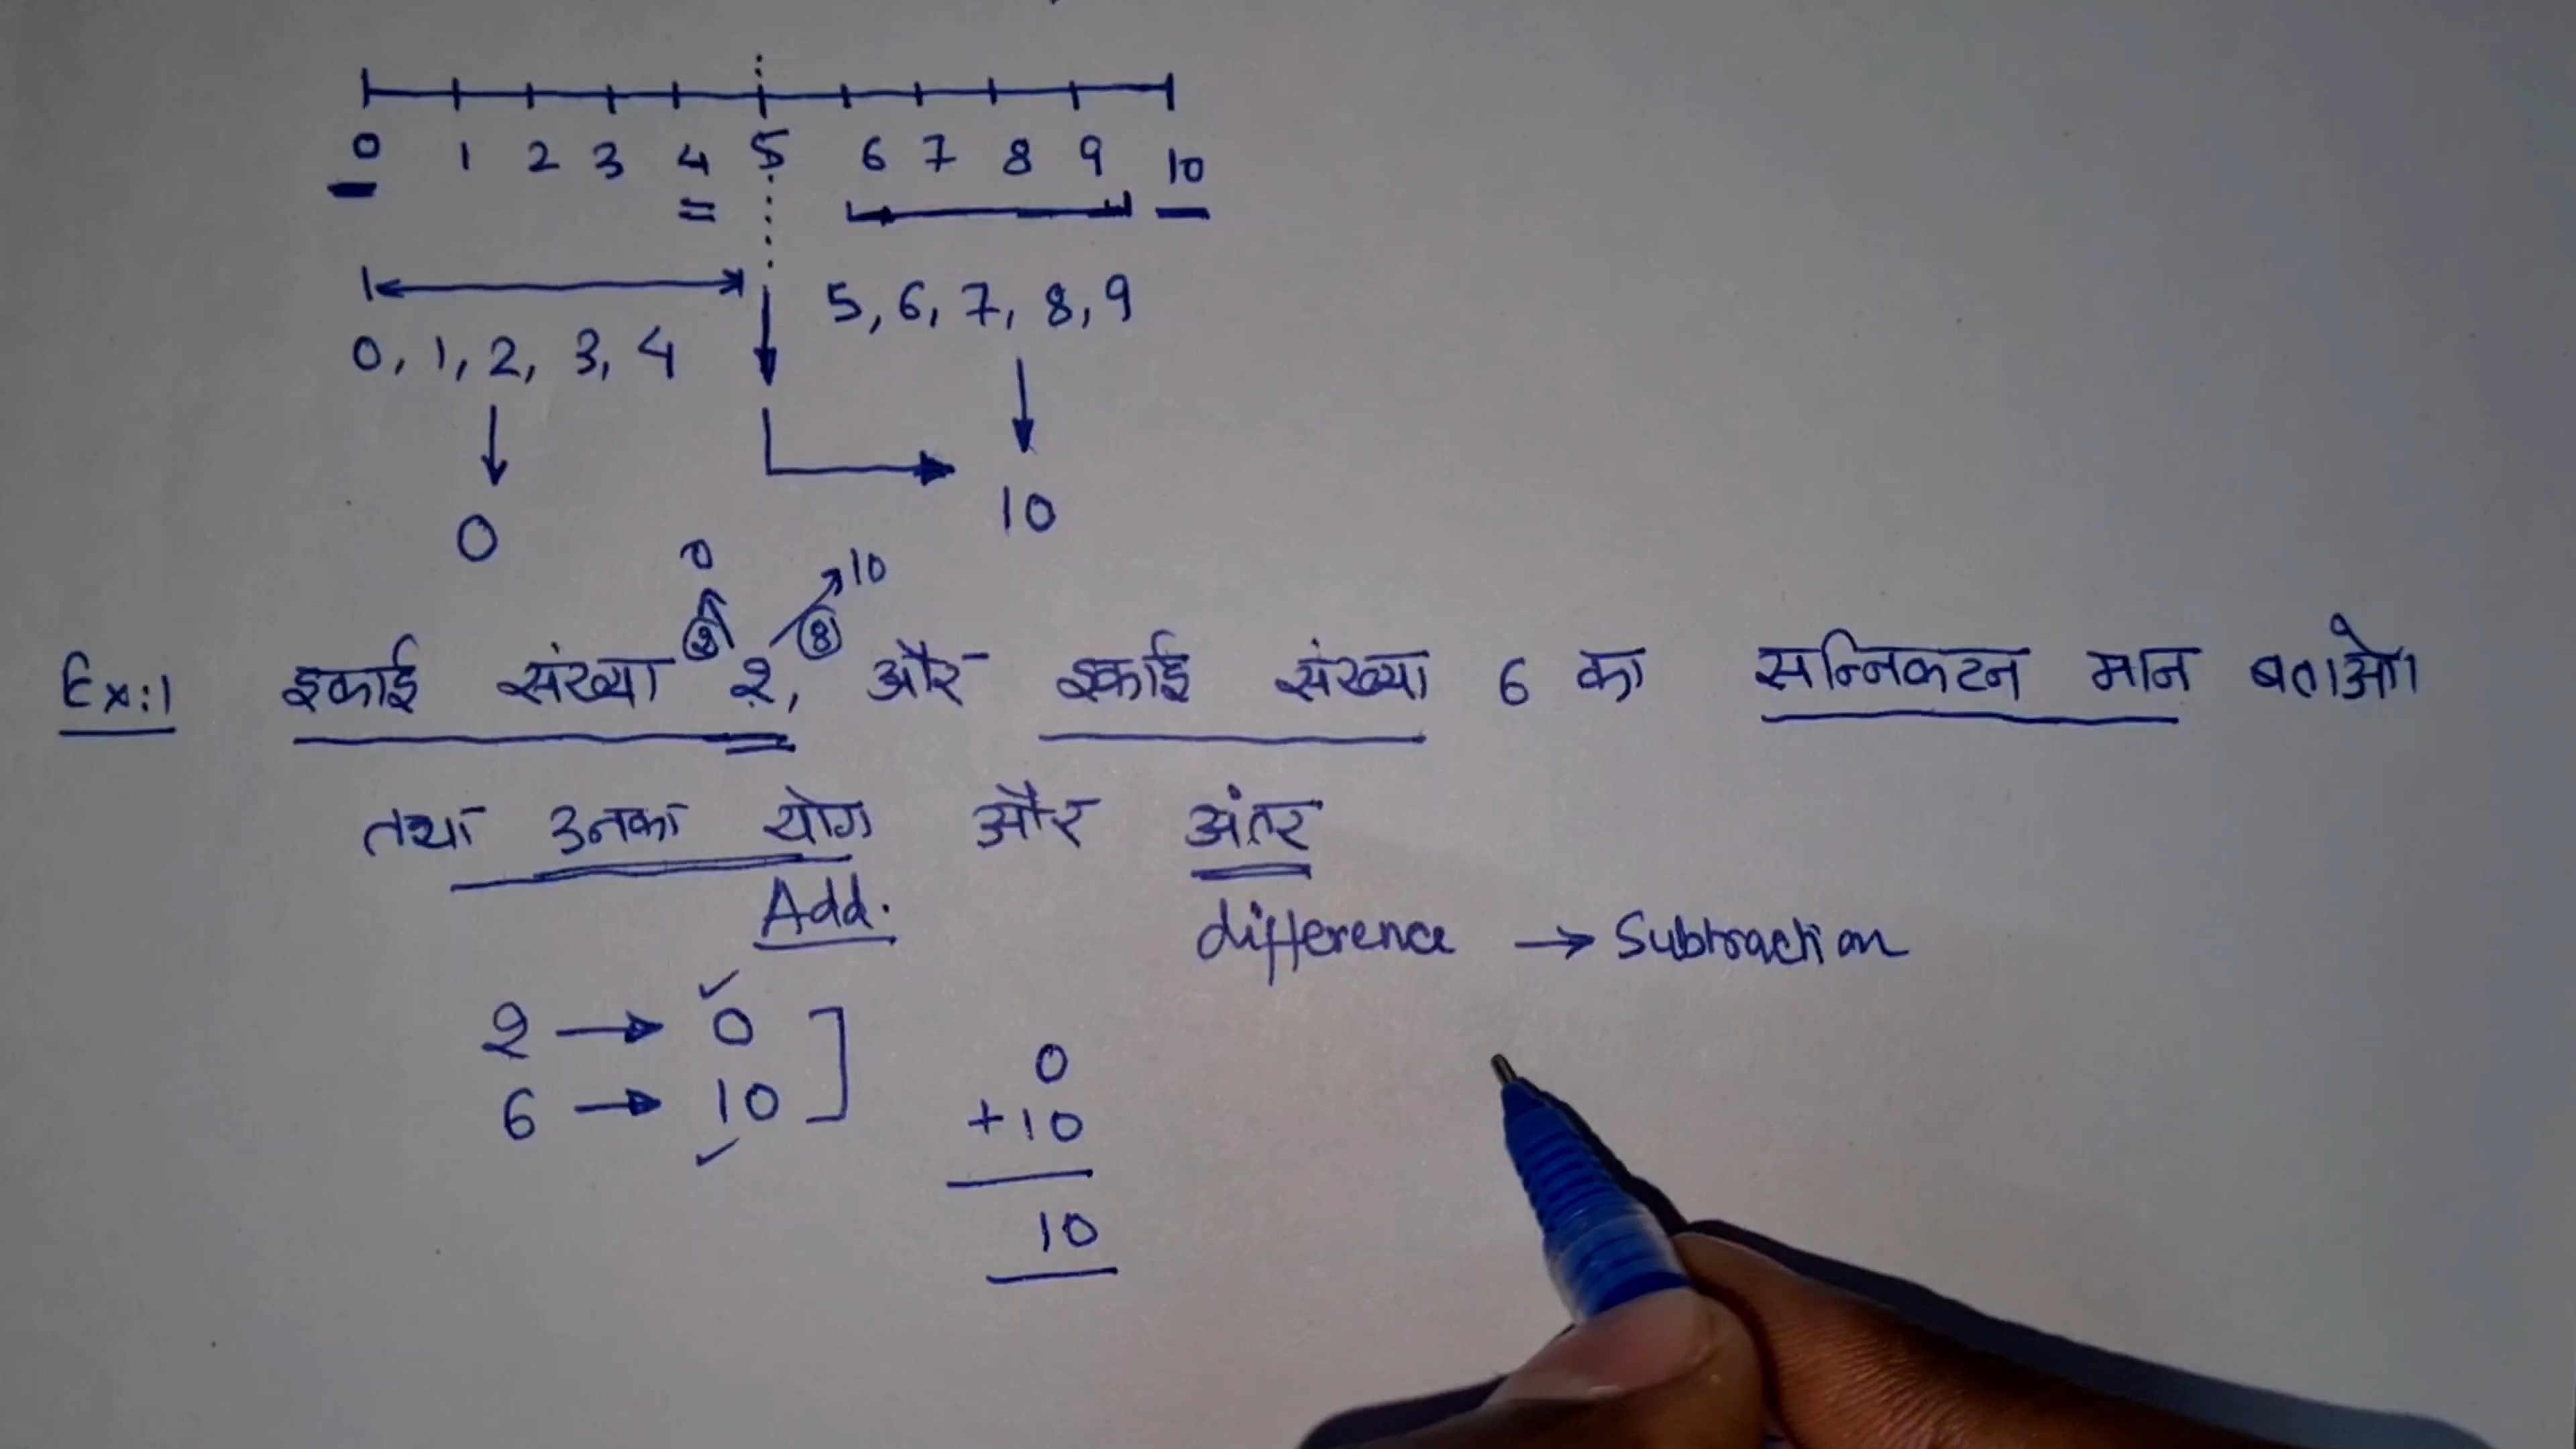 0 1 2 3 4 5 6 7 8 9 10
5, 6, 7, 8, 9
0, 1, 2, 3, 4
0
10
0
10
8
Ex:1 इकाई संख्या 2, और इकाई संख्या 6 का सन्निकटन मान बताओ।
तथा उनका योग और अंतर
Add.
difference → Subtraction
2 → 0
6 → 10
0
+10
10